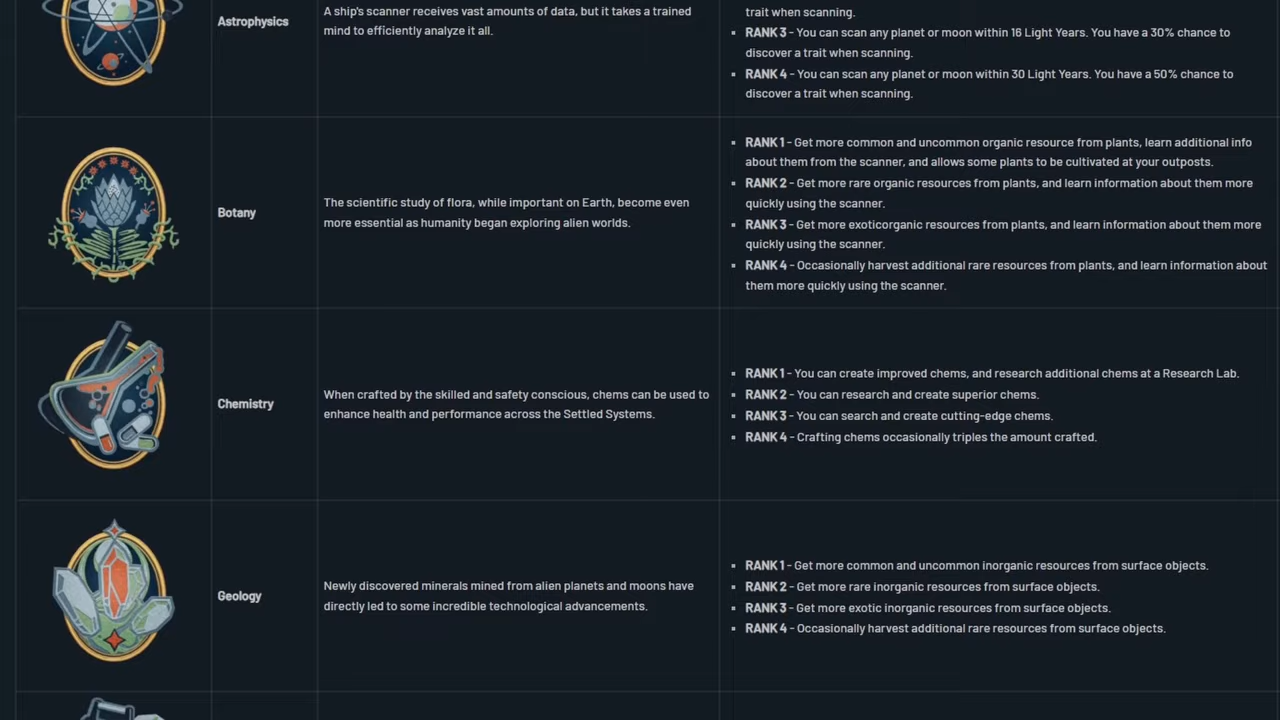 trait when scanning.
Astrophysics
A ship's scanner receives vast amounts of data, but it takes a trained
mind to efficiently analyze it all.
RANK 3 - You can scan any planet or moon within 16 Light Years. You have a 30% chance to
discover a trait when scanning.
RANK 4 - You can scan any planet or moon within 30 Light Years. You have a 50% chance to
discover a trait when scanning.
Botany
The scientific study of flora, while important on Earth, become even
more essential as humanity began exploring alien worlds.
RANK 1 - Get more common and uncommon organic resource from plants, learn additional info
about them from the scanner, and allows some plants to be cultivated at your outposts.
RANK 2 - Get more rare organic resources from plants, and learn information about them more
quickly using the scanner.
RANK 3 - Get more exoticorganic resources from plants, and learn information about them more
quickly using the scanner.
RANK 4 - Occasionally harvest additional rare resources from plants, and learn information about
them more quickly using the scanner.
Chemistry
When crafted by the skilled and safety conscious, chems can be used to
enhance health and performance across the Settled Systems.
RANK 1 - You can create improved chems, and research additional chems at a Research Lab.
RANK 2 - You can research and create superior chems.
RANK 3 - You can search and create cutting-edge chems.
RANK 4 - Crafting chems occasionally triples the amount crafted.
Geology
Newly discovered minerals mined from alien planets and moons have
directly led to some incredible technological advancements.
RANK 1 - Get more common and uncommon inorganic resources from surface objects.
RANK 2 - Get more rare inorganic resources from surface objects.
RANK 3 - Get more exotic inorganic resources from surface objects.
RANK 4 - Occasionally harvest additional rare resources from surface objects.